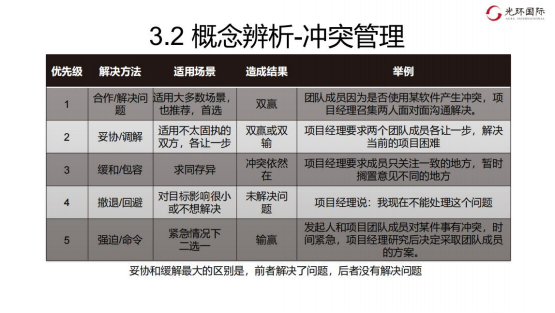 光环国际
3.2 概念辨析-冲突管理
优先级 解决方法 适用场景 造成结果 举例
1 合作/解决问题 适用大多数场景，也推荐，首选 双赢 团队成员因为是否使用某软件产生冲突，项目经理召集两人面对面沟通解决。
2 妥协/调解 适用不太固执的双方，各让一步 双赢或双输 项目经理要求两个团队成员各让一步，解决当前的项目困难
3 缓和/包容 求同存异 冲突依然在 项目经理要求成员只关注一致的地方，暂时搁置意见不同的地方
4 撤退/回避 对目标影响很小或不想解决 未解决问题 项目经理说：我现在不能处理这个问题
5 强迫/命令 紧急情况下二选一 输赢 发起人和项目团队成员对某件事有冲突，时间紧急，项目经理研究后决定采取团队成员的方案。
妥协和缓解最大的区别是，前者解决了问题，后者没有解决问题